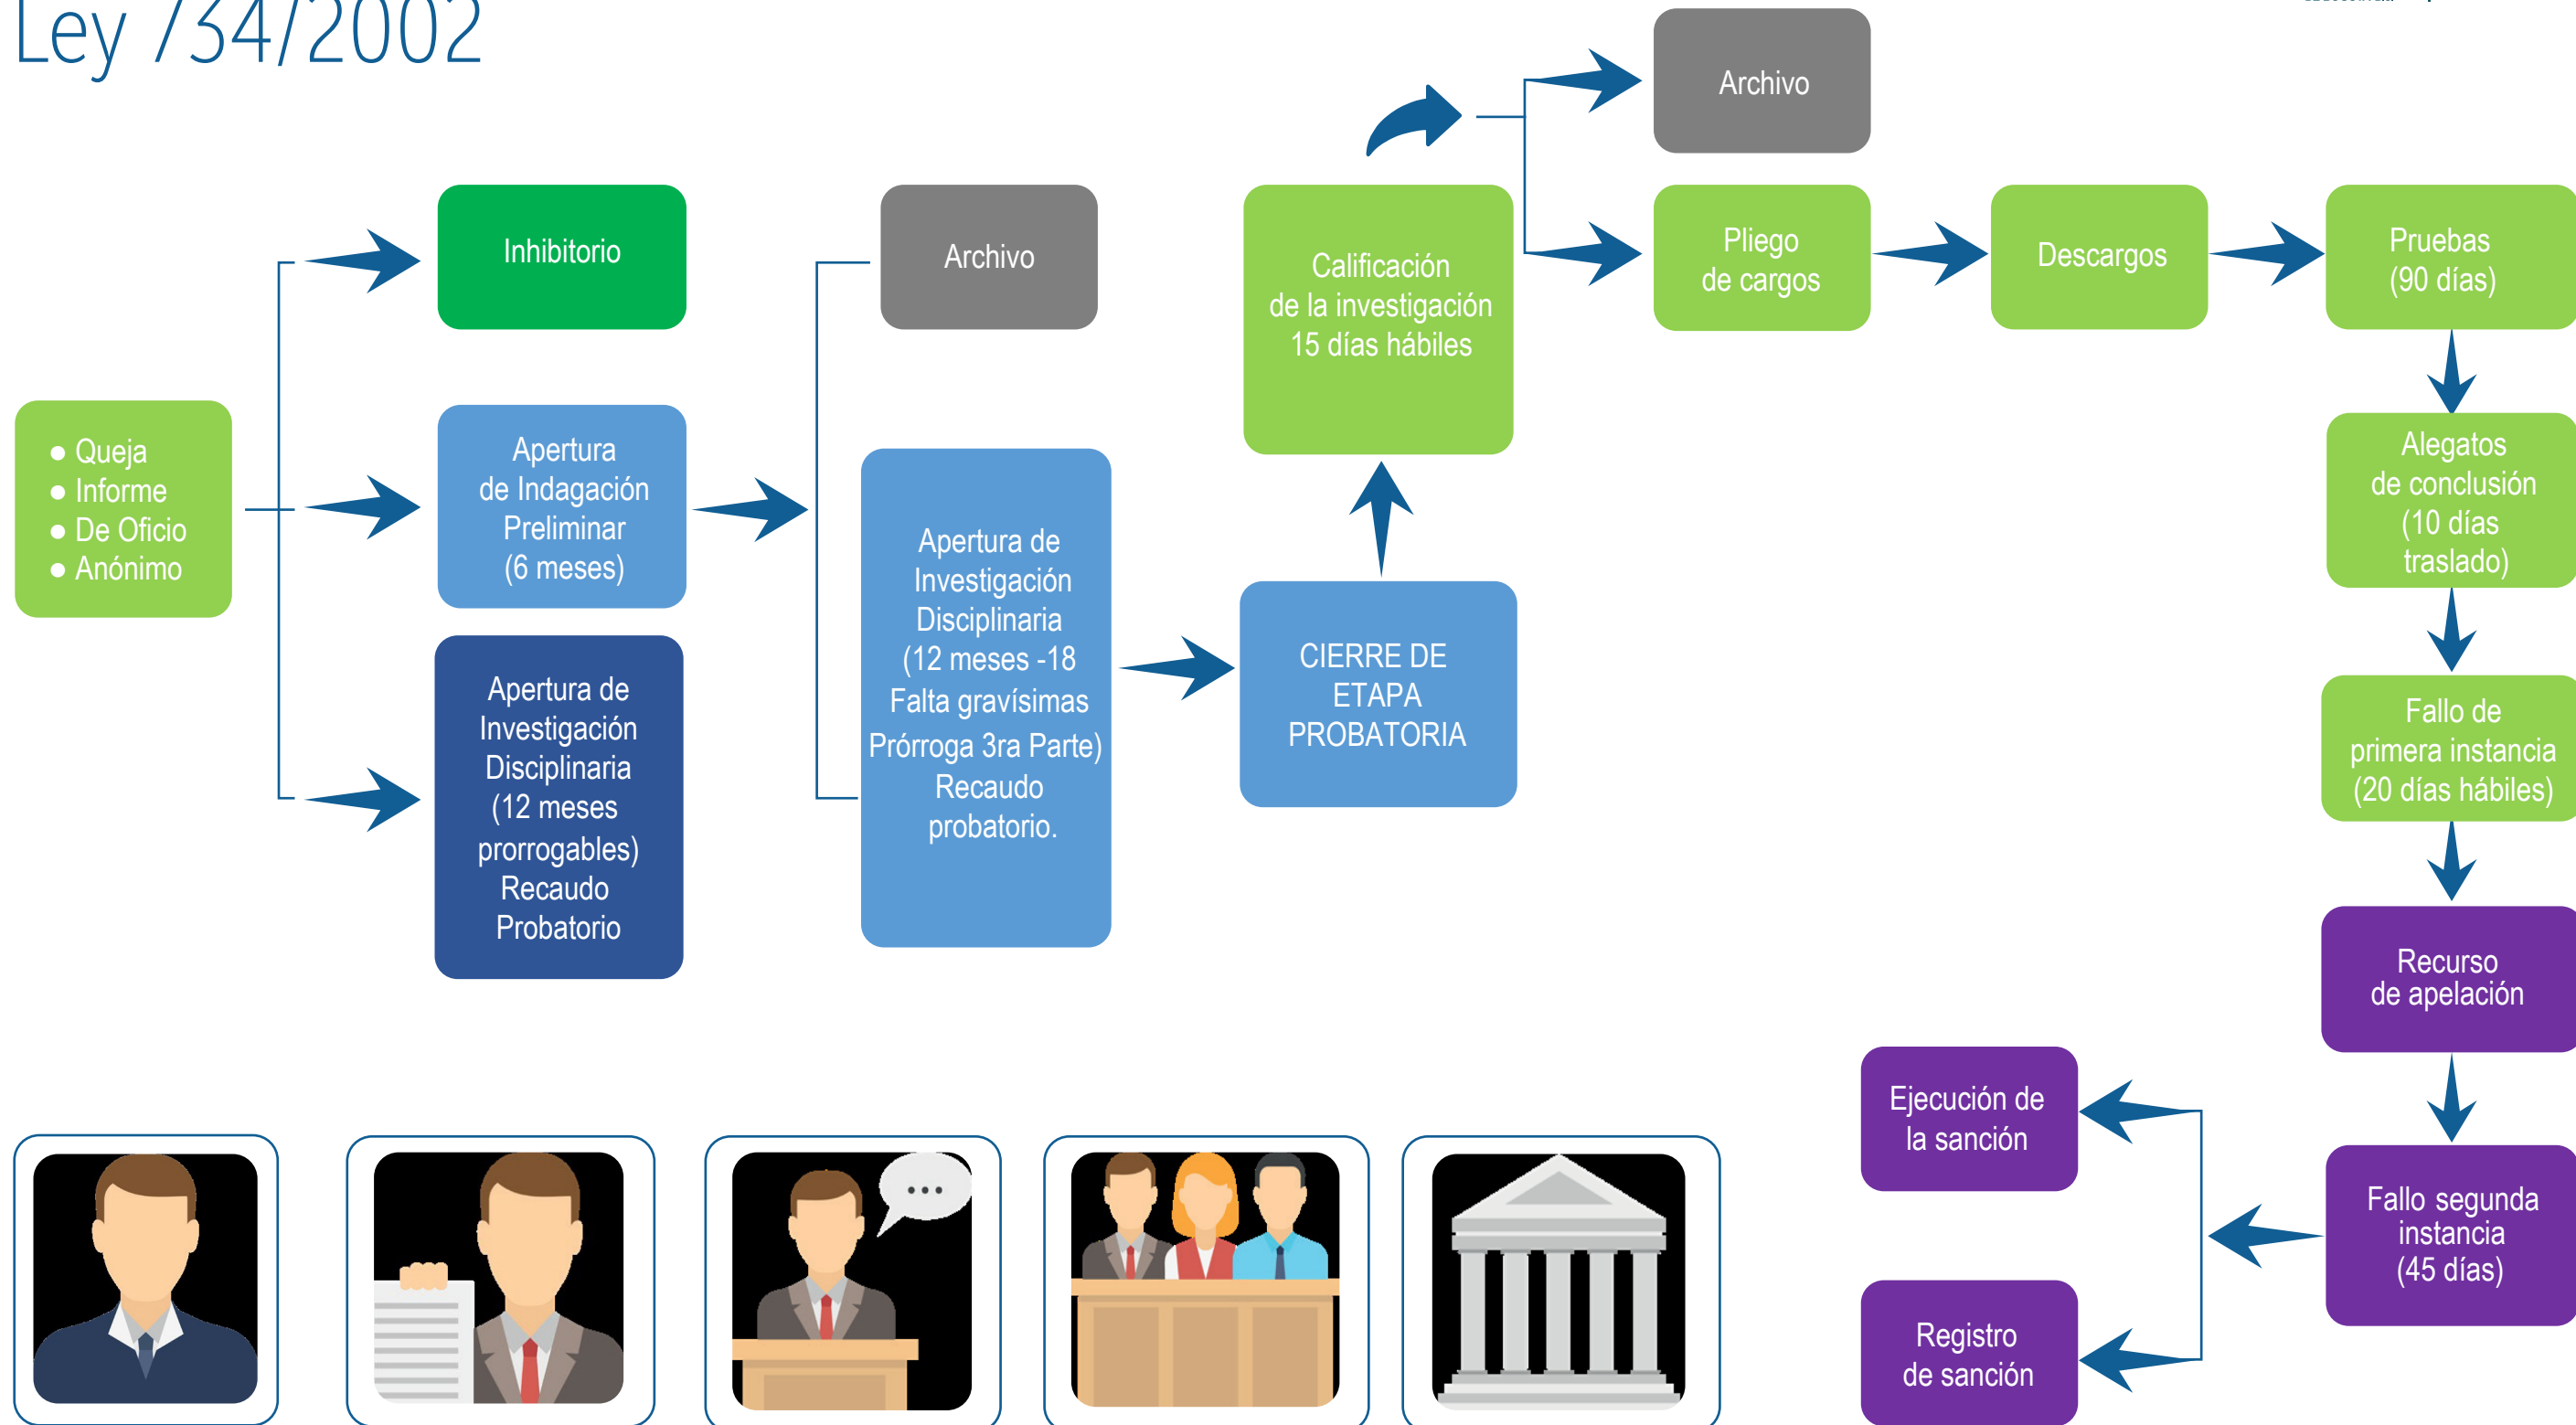 Ley 734/2002
● Queja
● Informe
● De Oficio
● Anónimo
Inhibitorio
Apertura
de Indagación
Preliminar
(6 meses)
Apertura de
Investigación
Disciplinaria
(12 meses
prorrogables)
Recaudo
Probatorio
Archivo
Apertura de
Investigación
Disciplinaria
(12 meses -18
Falta gravísimas
Prórroga 3ra Parte)
Recaudo
probatorio.
CIERRE DE
ETAPA
PROBATORIA
Calificación
de la investigación
15 días hábiles
Archivo
Pliego
de cargos
Descargos
Pruebas
(90 días)
Alegatos
de conclusión
(10 días
traslado)
Fallo de
primera instancia
(20 días hábiles)
Recurso
de apelación
Fallo segunda
instancia
(45 días)
Ejecución de
la sanción
Registro
de sanción